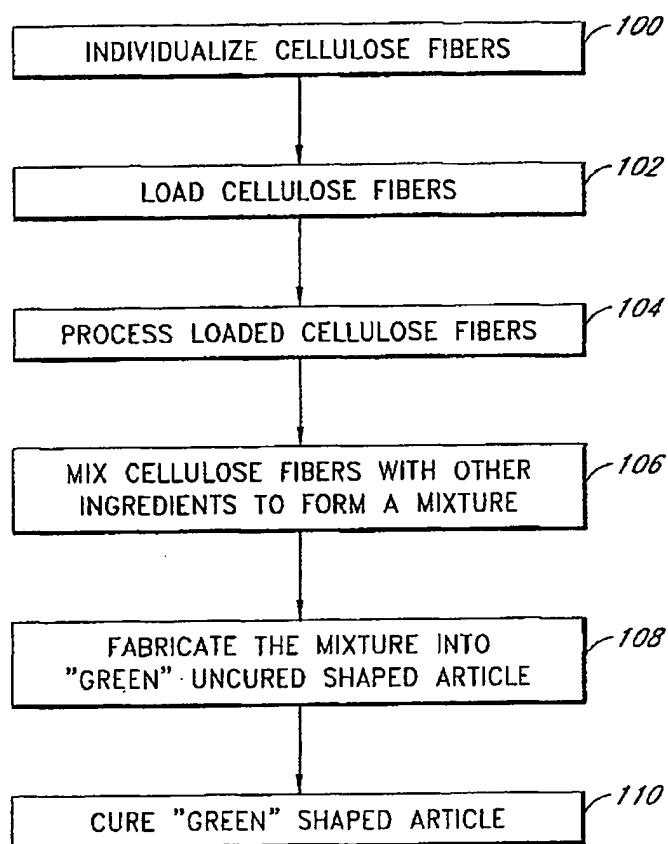 100
INDIVIDUALIZE CELLULOSE FIBERS
102
LOAD CELLULOSE FIBERS
104
PROCESS LOADED CELLULOSE FIBERS
106
MIX CELLULOSE FIBERS WITH OTHER
INGREDIENTS TO FORM A MIXTURE
108
FABRICATE THE MIXTURE INTO
"GREEN" UNCURED SHAPED ARTICLE
110
CURE "GREEN" SHAPED ARTICLE